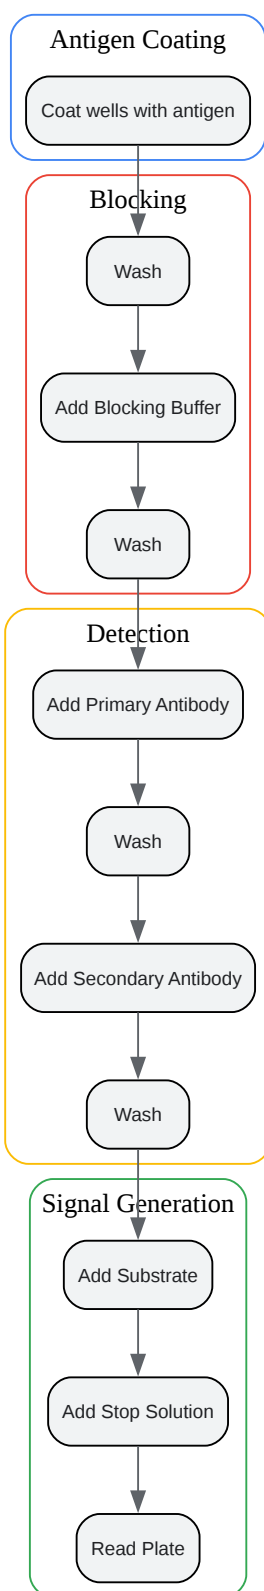 Antigen Coating
Coat wells with antigen
Blocking
Wash
Add Blocking Buffer
Wash
Detection
Add Primary Antibody
Wash
Add Secondary Antibody
Wash
Signal Generation
Add Substrate
Add Stop Solution
Read Plate